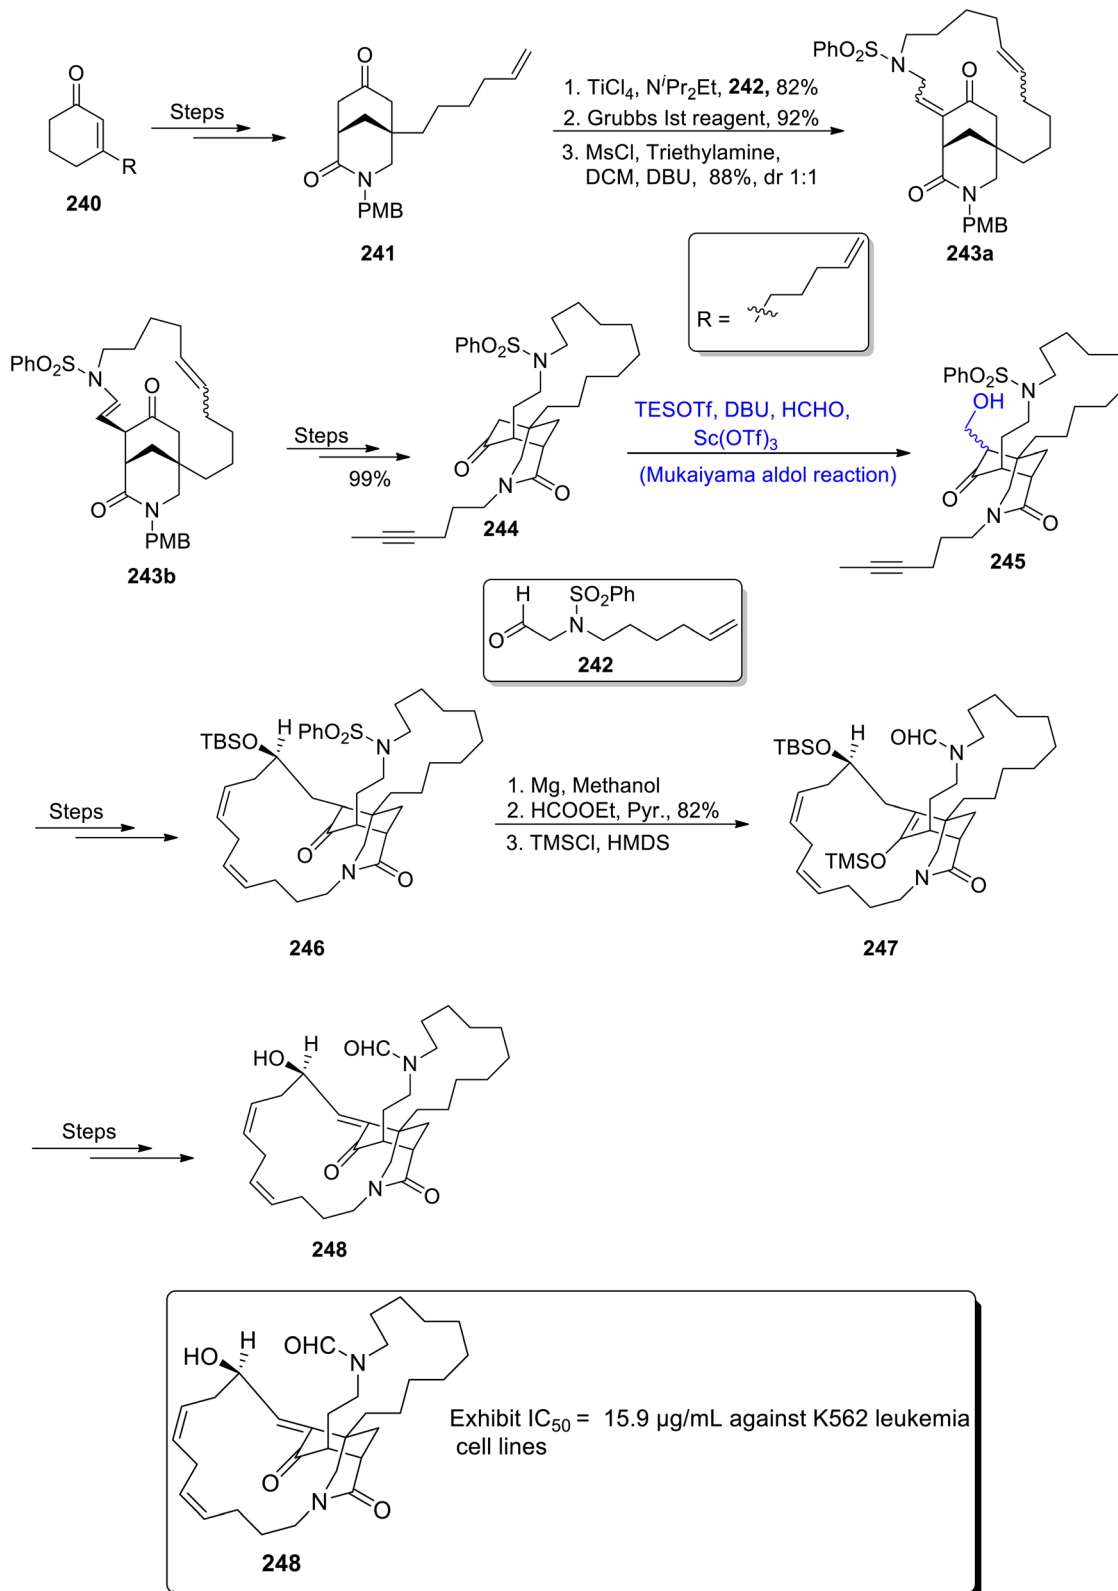 O
R
240
Steps
O
O
N
PMB
241
1. TiCl4, NiPr2Et, 242, 82%
2. Grubbs Ist reagent, 92%
3. MsCl, Triethylamine,
DCM, DBU, 88%, dr 1:1
PhO2S
N
O
O
N
PMB
243a
R =
PhO2S
N
O
O
N
PMB
243b
Steps
99%
PhO2S
N
O
N
O
244
TESOTf, DBU, HCHO,
Sc(OTf)3
(Mukaiyama aldol reaction)
PhO2S
N
OH
O
N
O
245
H
SO2Ph
O
N
242
Steps
TBSO
H
PhO2S
N
O
N
O
246
1. Mg, Methanol
2. HCOOEt, Pyr., 82%
3. TMSCl, HMDS
TBSO
H
OHC
N
TMSO
N
O
247
Steps
HO
H
OHC
N
O
N
O
248
HO
H
OHC
N
O
N
O
248
Exhibit IC50 = 15.9 µg/mL against K562 leukemia
cell lines